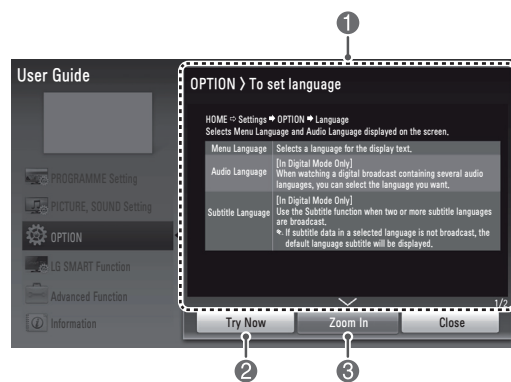 1
User Guide
OPTION > To set language
HOME ⇨ Settings ➡ OPTION ➡ Language
Selects Menu Language and Audio Language displayed on the screen.
Menu Language Selects a language for the display text.
Audio Language [In Digital Mode Only]
When watching a digital broadcast containing several audio
languages, you can select the language you want.
Subtitle Language [In Digital Mode Only]
Use the Subtitle function when two or more subtitle languages
are broadcast.
If subtitle data in a selected language is not broadcast, the
default language subtitle will be displayed.
PROGRAMME Setting
PICTURE, SOUND Setting
OPTION
LG SMART Function
Advanced Function
Information
1/2
Try Now Zoom In Close
2 3